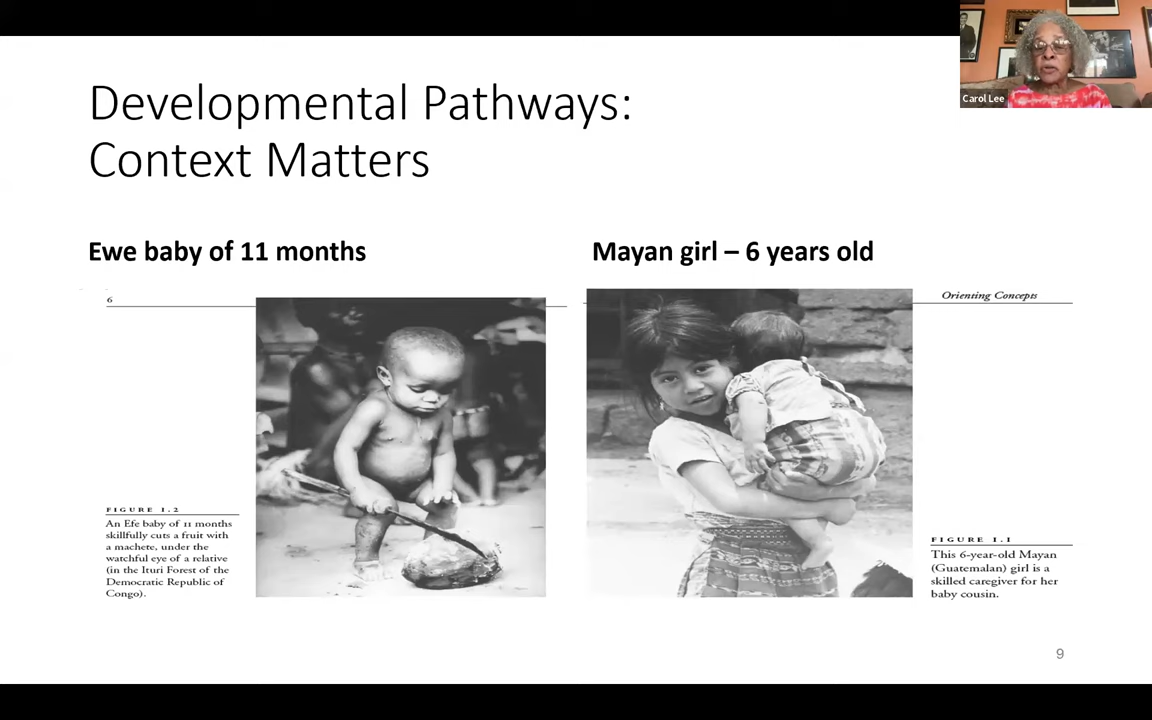 Carol Lee
Developmental Pathways:
Context Matters
Ewe baby of 11 months
6
FIGURE 1.2
An Efe baby of 11 months
skillfully cuts a fruit with
a machete, under the
watchful eye of a relative
(in the Ituri Forest of the
Democratic Republic of
Congo).
Mayan girl – 6 years old
Orienting Concepts
FIGURE 1.1
This 6-year-old Mayan
(Guatemalan) girl is a
skilled caregiver for her
baby cousin.
9